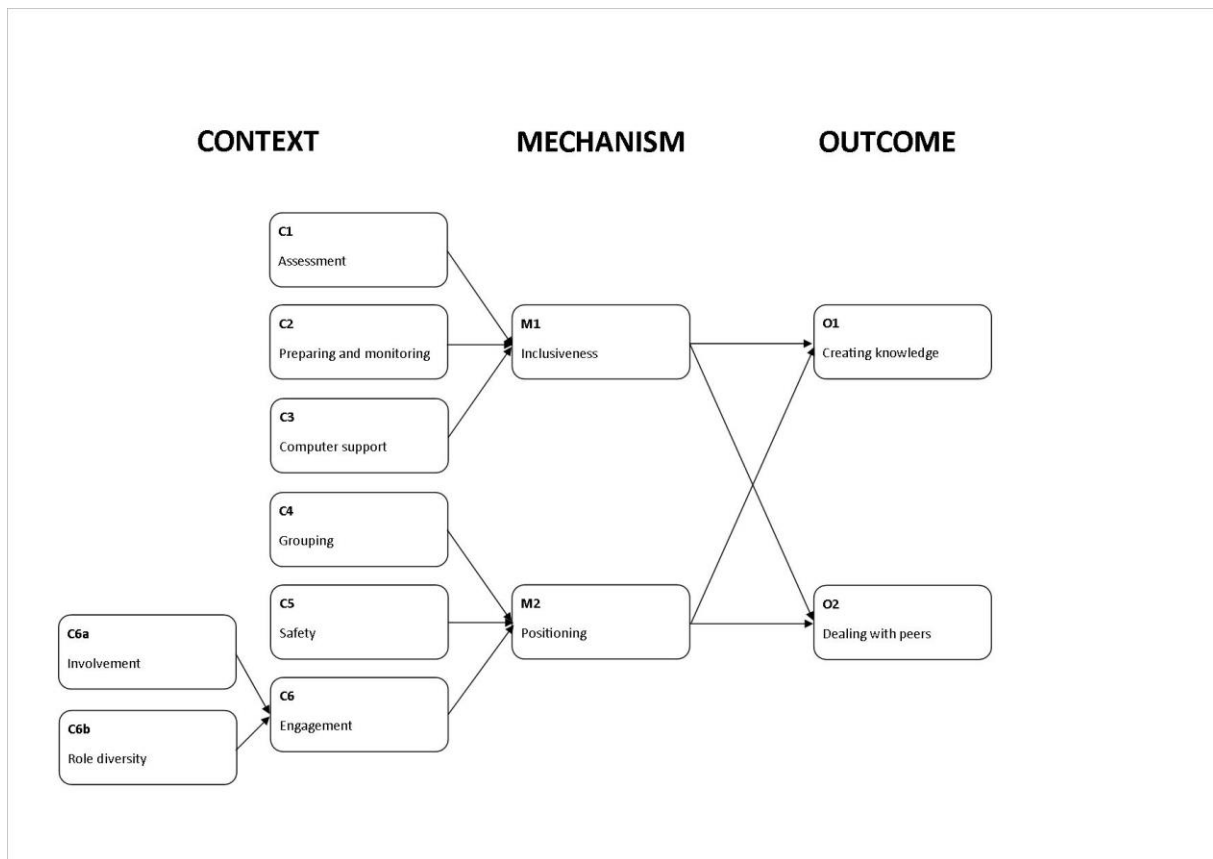 CONTEXT
MECHANISM
OUTCOME
C1
Assessment
C2
Preparing and monitoring
C3
Computer support
C4
Grouping
C5
Safety
C6a
Involvement
C6
Engagement
C6b
Role diversity
M1
Inclusiveness
M2
Positioning
O1
Creating knowledge
O2
Dealing with peers